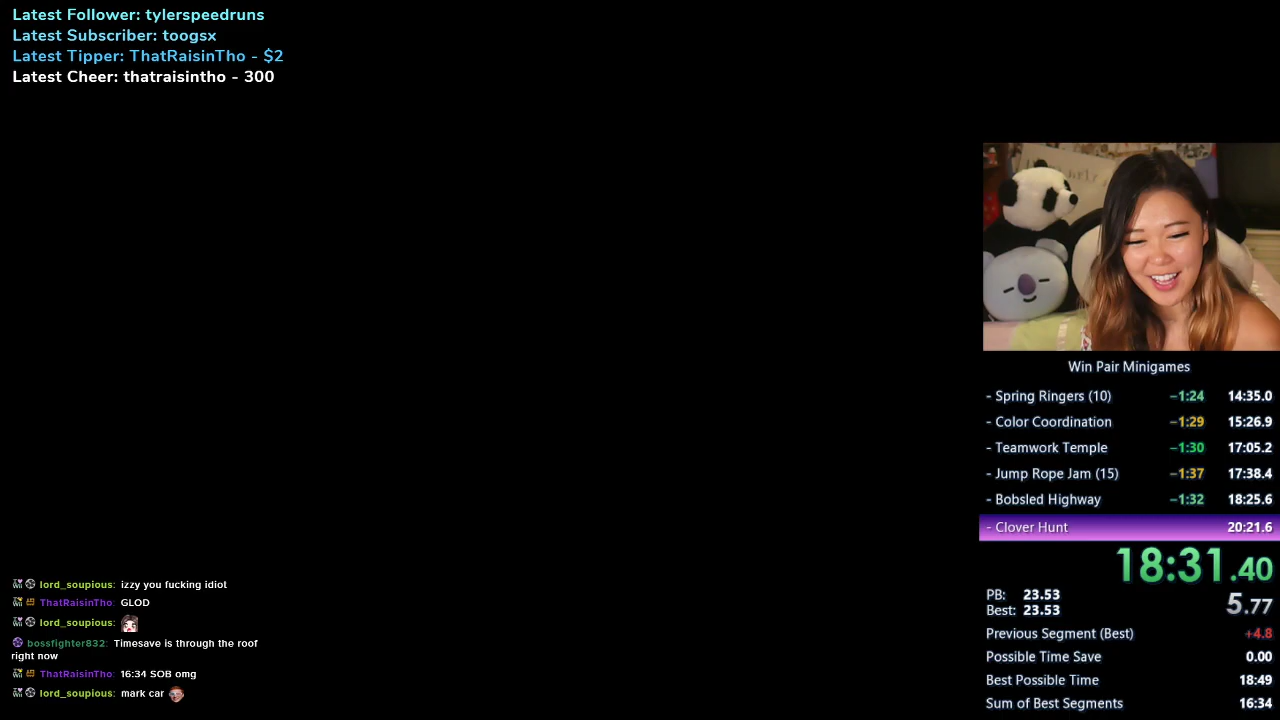 Latest Follower: tylerspeedruns
Latest Subscriber: toogsx
Latest Tipper: ThatRaisinTho - $2
Latest Cheer: thatraisintho - 300
Win Pair Minigames
- Spring Ringers (10) −1:24 14:35.0
- Color Coordination −1:29 15:26.9
- Teamwork Temple −1:30 17:05.2
- Jump Rope Jam (15) −1:37 17:38.4
- Bobsled Highway −1:32 18:25.6
- Clover Hunt 20:21.6
18:31.40
PB: 23.53
Best: 23.53
5.77
Previous Segment (Best) +4.8
Possible Time Save 0.00
Best Possible Time 18:49
Sum of Best Segments 16:34
lord_soupious: izzy you fucking idiot
ThatRaisinTho: GLOD
lord_soupious:
bossfighter832: Timesave is through the roof
right now
ThatRaisinTho: 16:34 SOB omg
lord_soupious: mark car